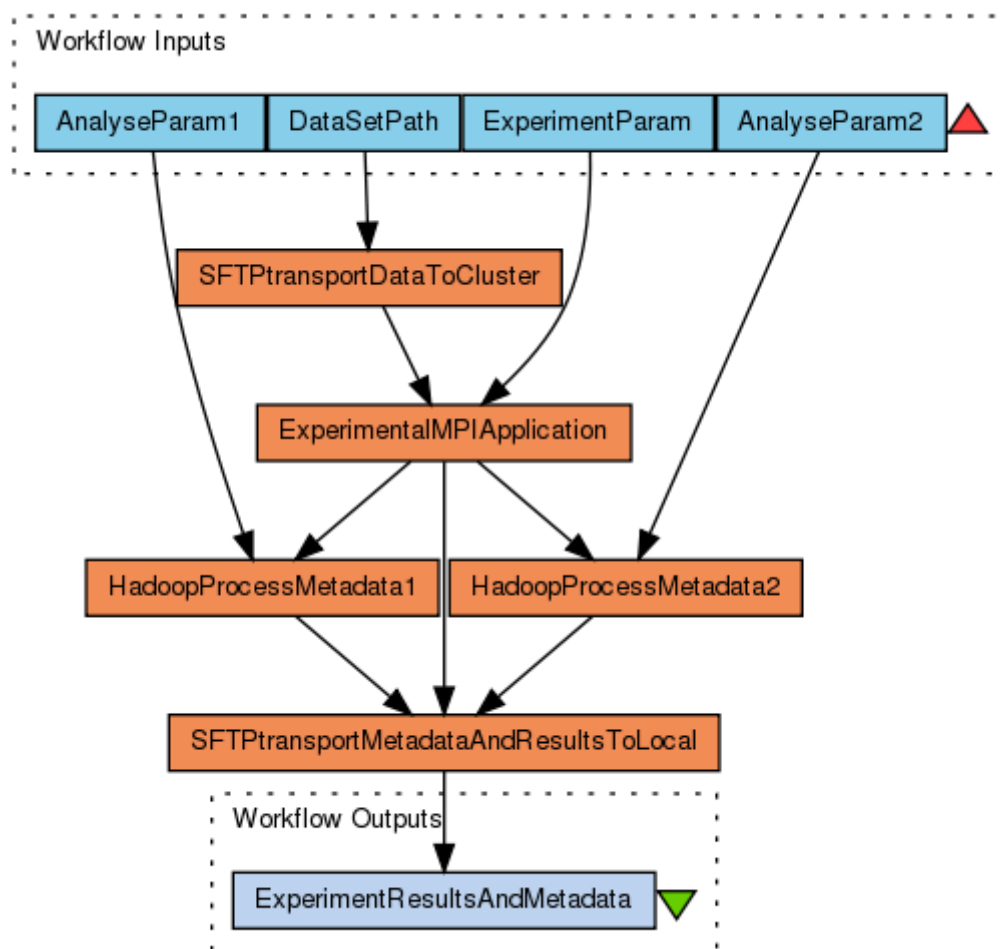 Workflow Inputs
AnalyseParam1 DataSetPath ExperimentParam AnalyseParam2
SFTPtransportDataToCluster
ExperimentalMPIApplication
HadoopProcessMetadata1 HadoopProcessMetadata2
SFTPtransportMetadataAndResultsToLocal
Workflow Outputs
ExperimentResultsAndMetadata